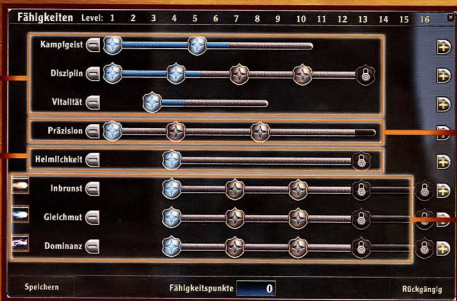 Fähigkeiten Level: 1 2 3 4 5 6 7 8 9 10 11 12 13 14 15 16
Kampfgeist
Disziplin
Vitalität
Präzision
Heimlichkeit
Inbrunst
Gleichmut
Dominanz
Speichern Fähigkeitspunkte 0 Rückgängig